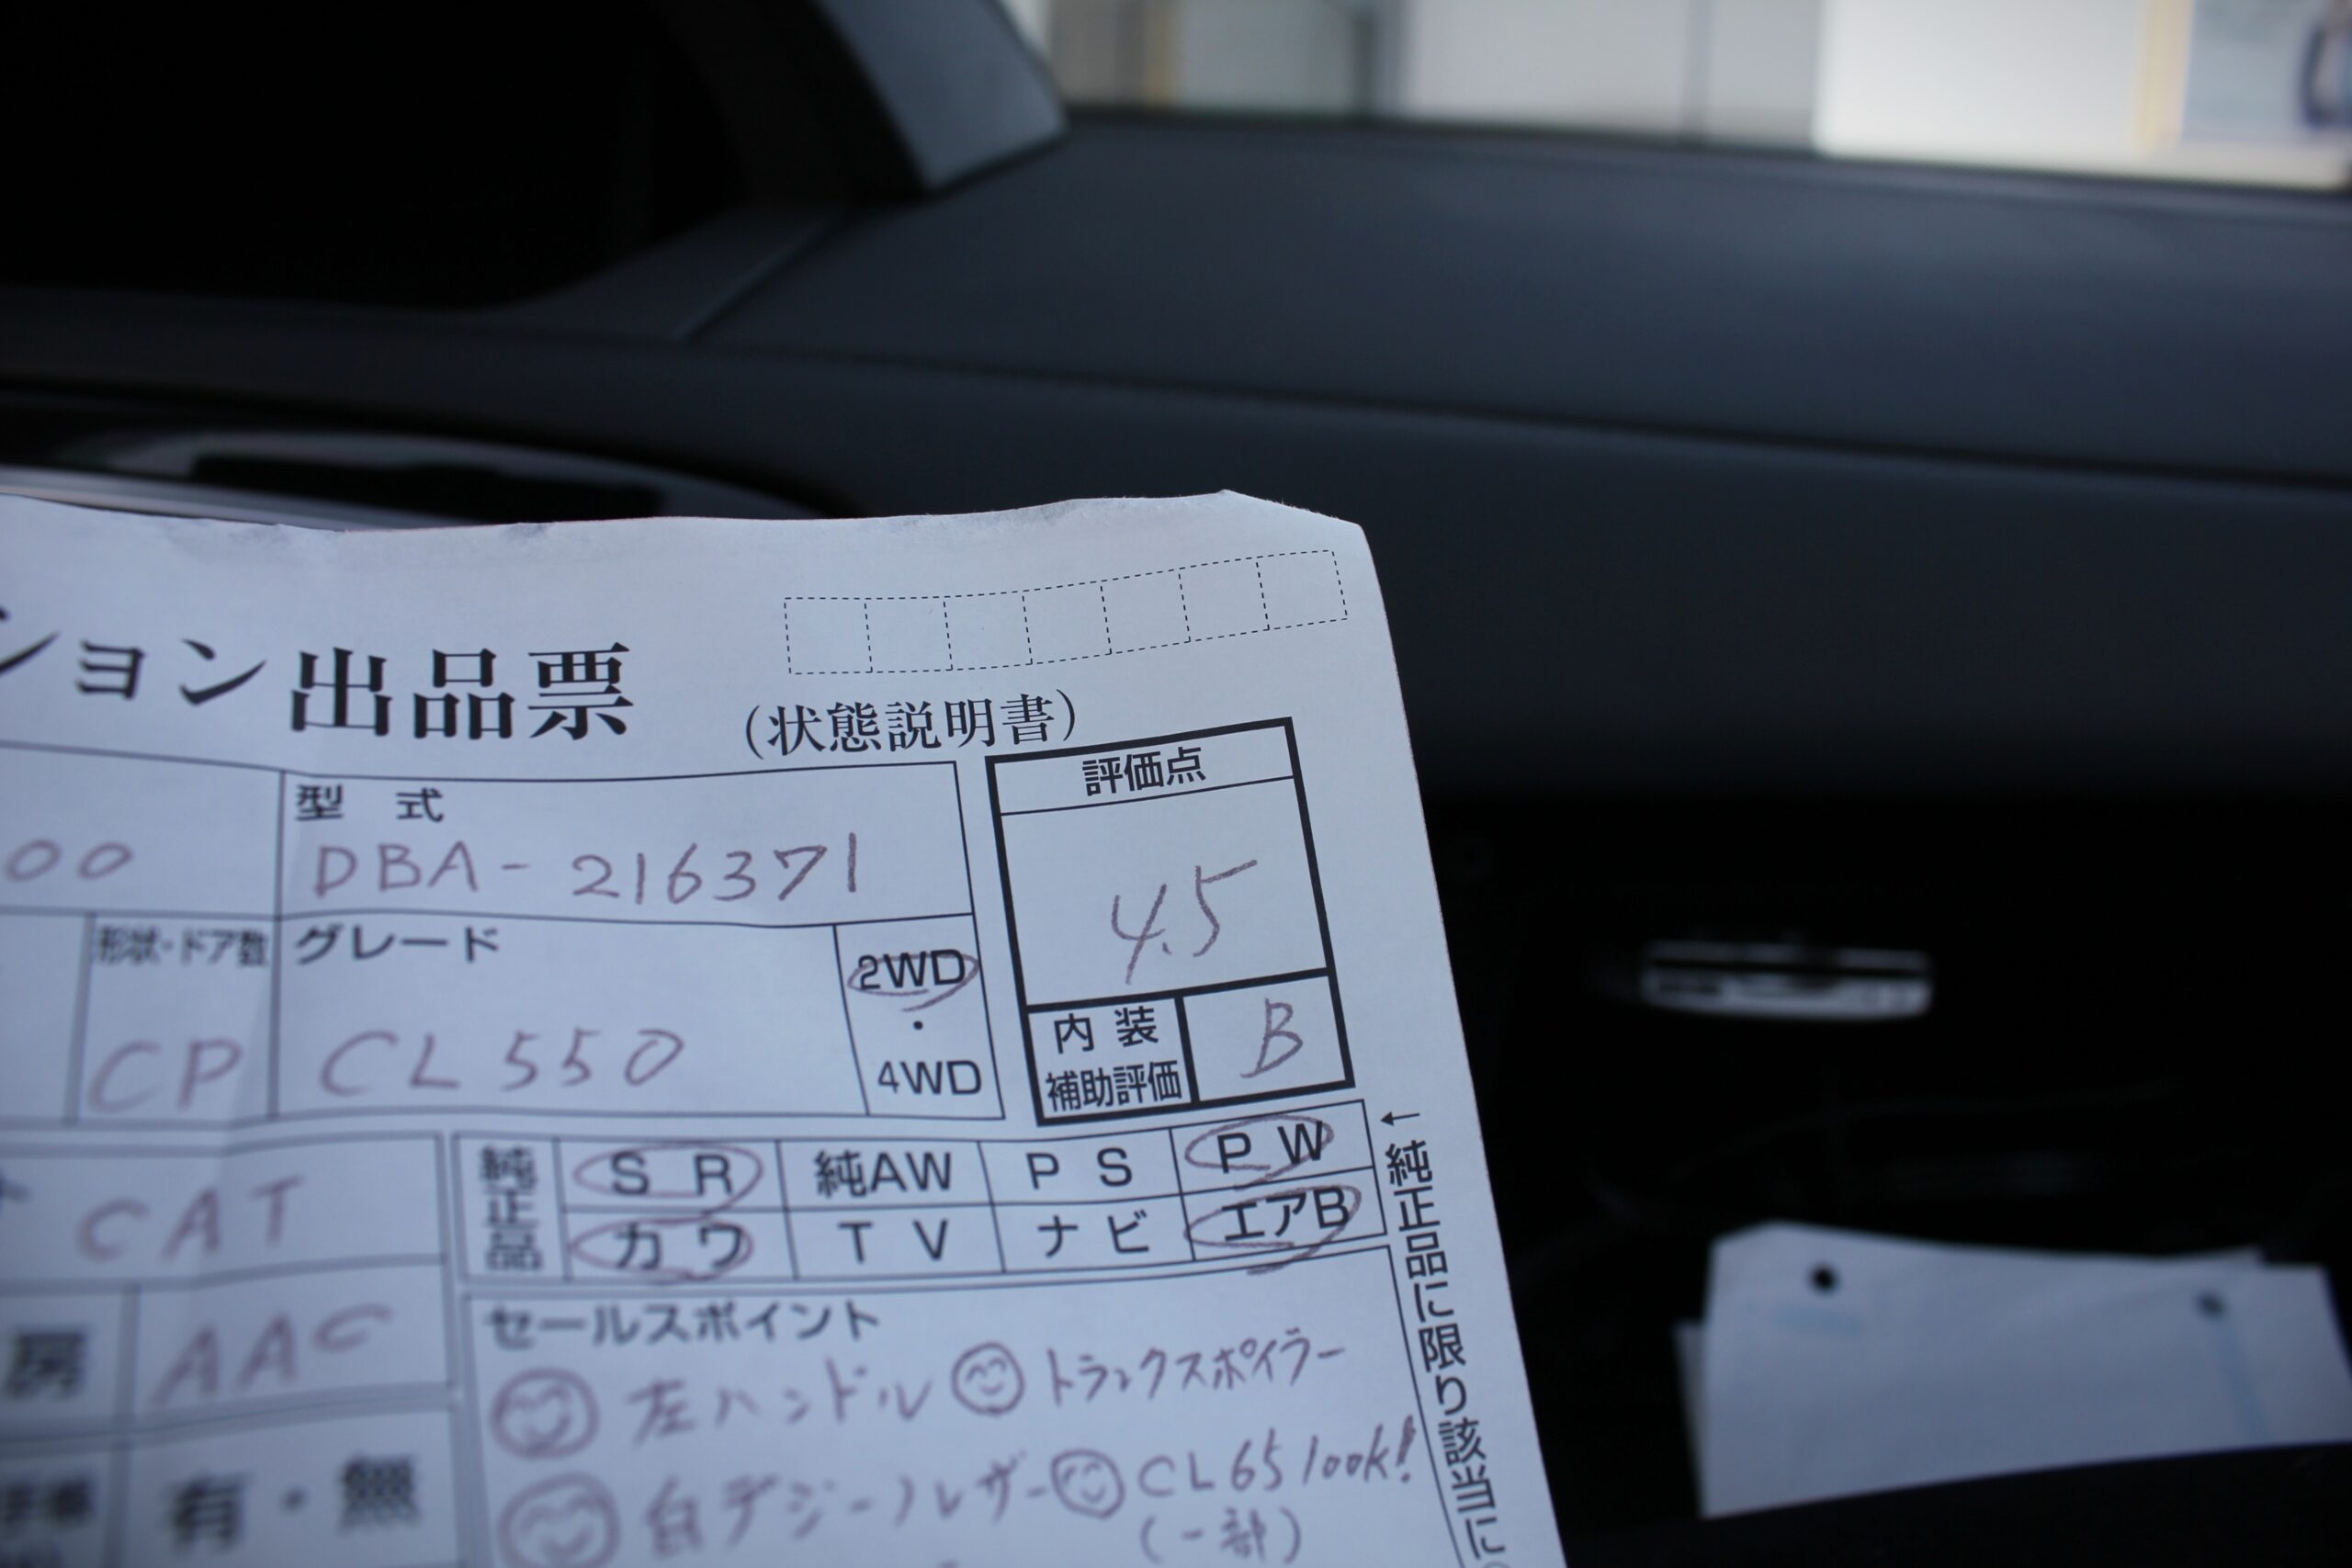 ション出品票
(状態説明書)
評価点
4.5
内装
補助評価
B
型 式
00
DBA-216371
形状・ドア数
CP
グレード
CL550
2WD
・
4WD
純正品
SR 純AW PS PW
カワ TV ナビ エアB
←純正品に限り該当に○
CAT
房
AAC
有・無
セールスポイント
左ハンドル トランクスポイラー
白デジーノレザー CL65 look!
(一部)